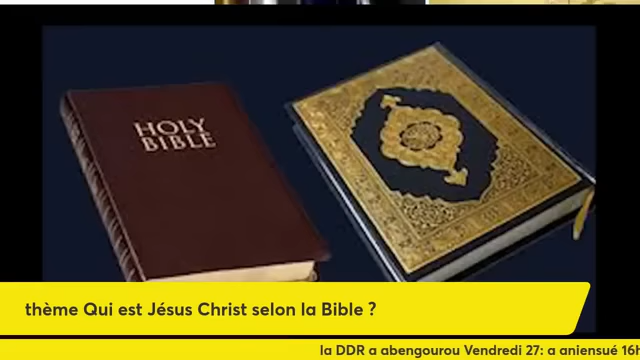 HOLY
BIBLE
thème Qui est Jésus Christ selon la Bible ?
la DDR a abengourou Vendredi 27: a aniensué 16h